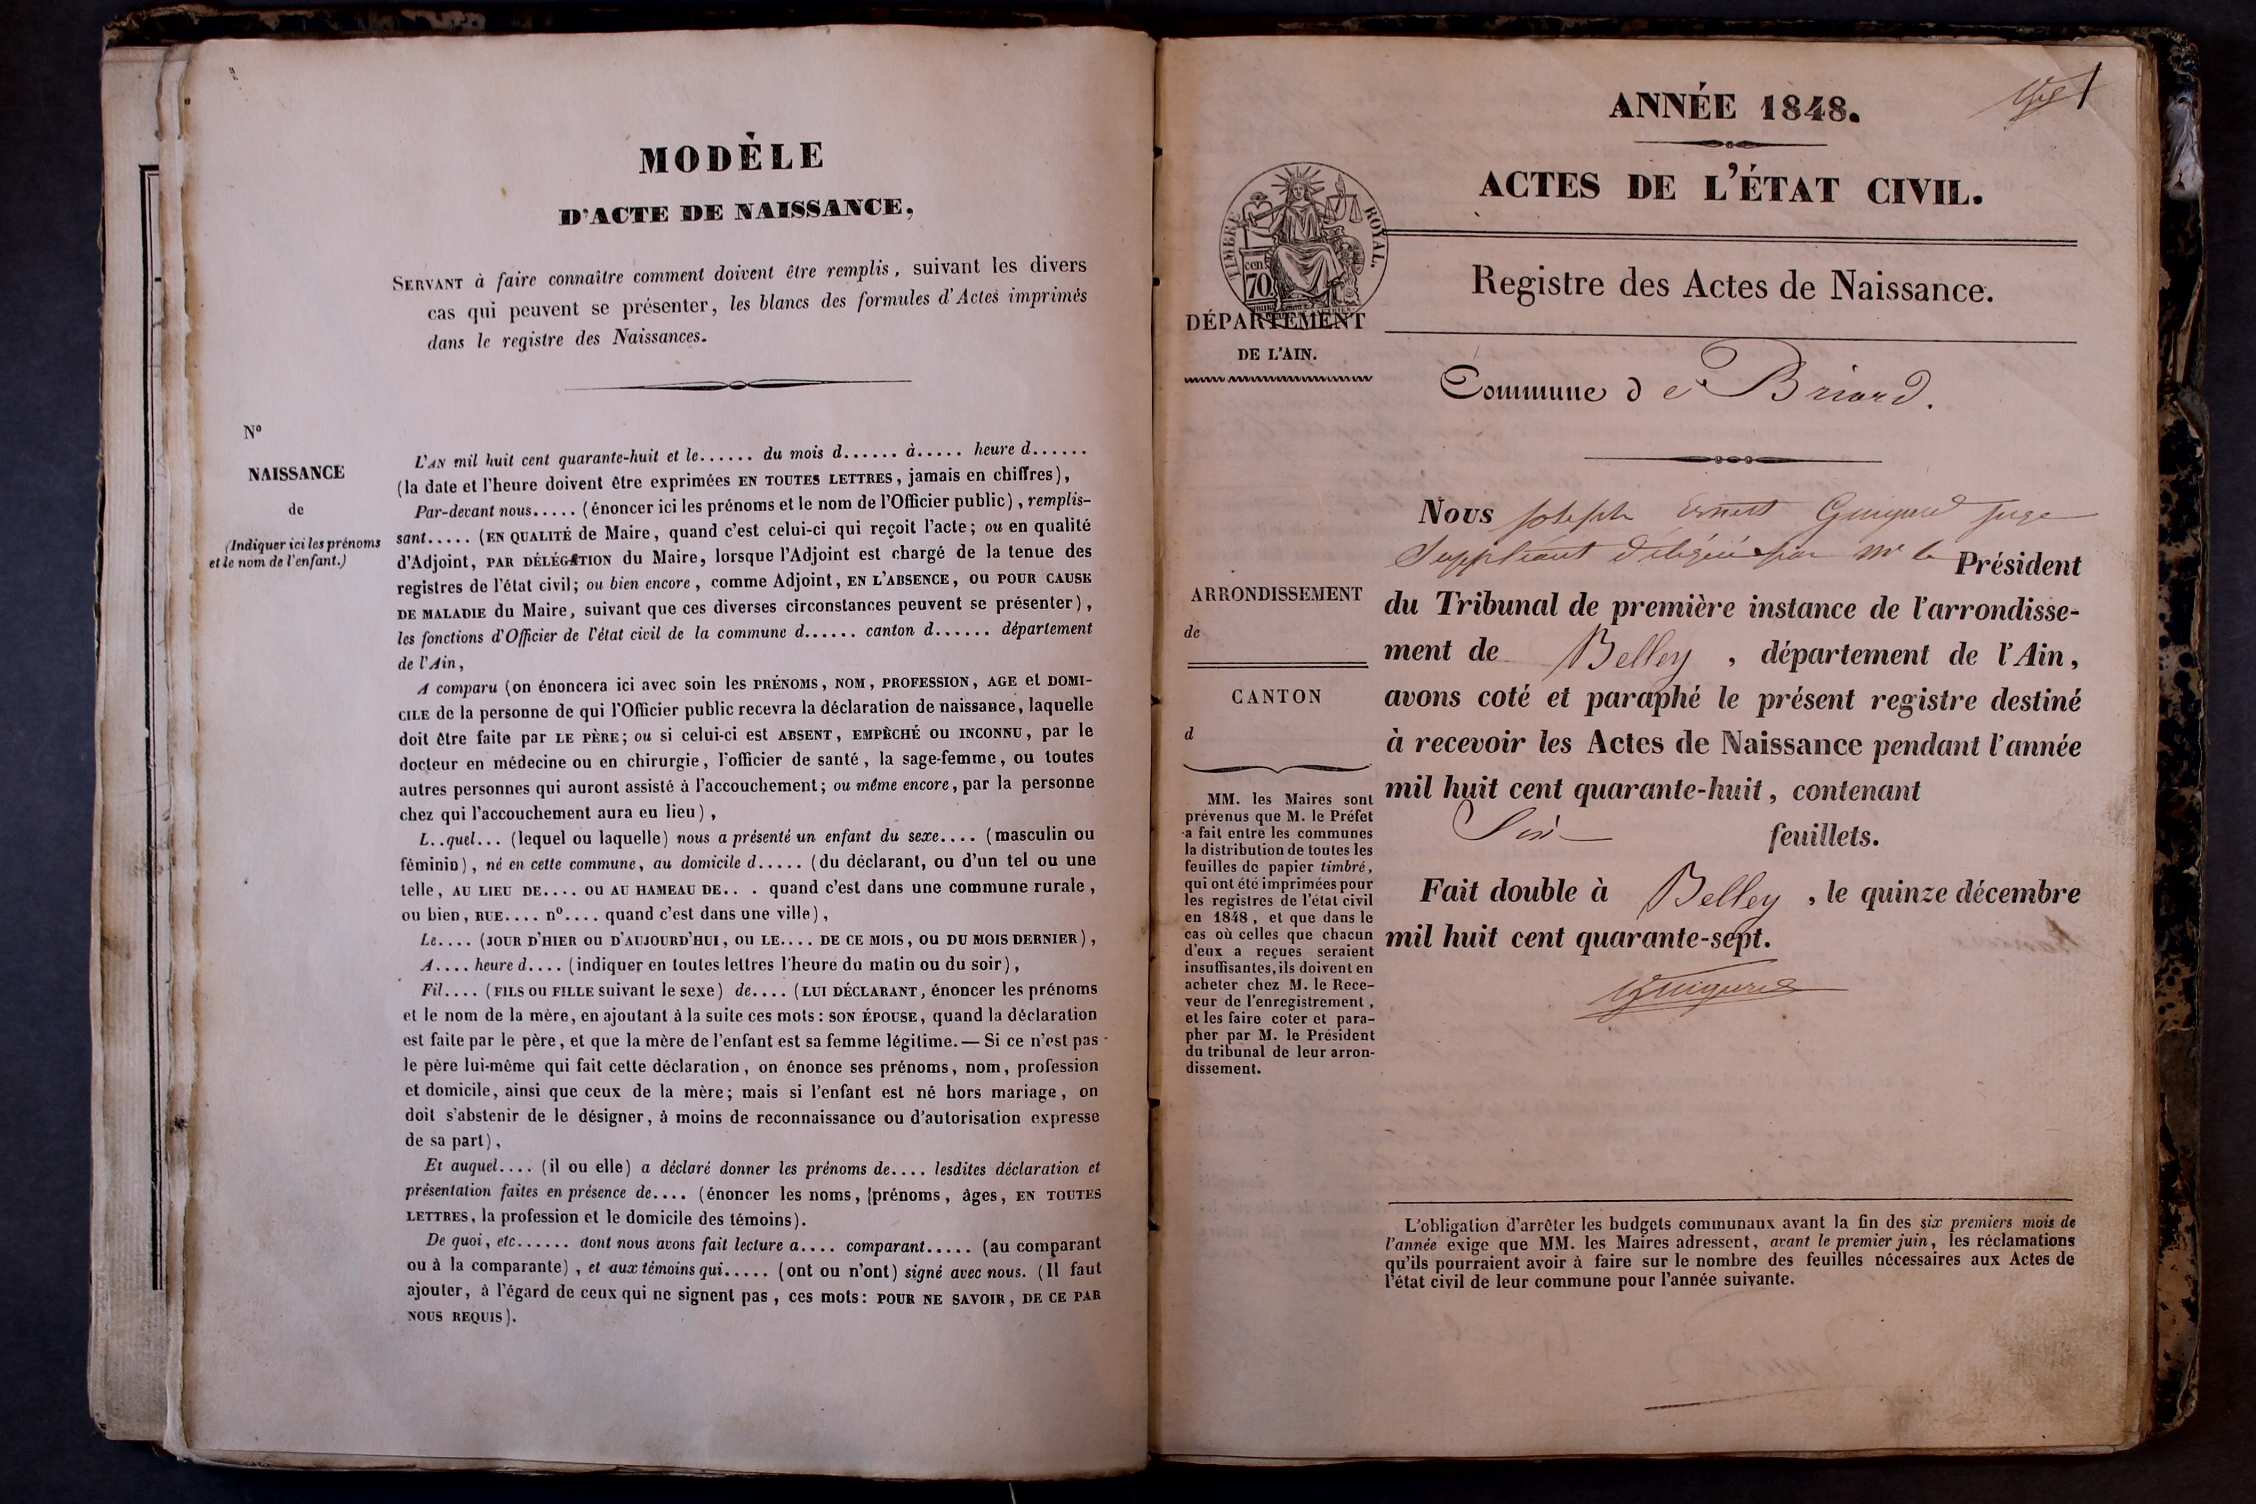 MODÈLE
D'ACTE DE NAISSANCE,
SERVANT à faire connaître comment doivent être remplis, suivant les divers
cas qui peuvent se présenter, les blancs des formules d'Actes imprimés
dans le registre des Naissances.
N°
NAISSANCE
de
(Indiquer ici les prénoms
et le nom de l'enfant.)
L'AN mil huit cent quarante-huit et le...... du mois d...... à..... heure d......
(la date et l'heure doivent être exprimées EN TOUTES LETTRES, jamais en chiffres),
Par-devant nous..... (énoncer ici les prénoms et le nom de l'Officier public), remplis-
sant..... (EN QUALITÉ de Maire, quand c'est celui-ci qui reçoit l'acte; ou en qualité
d'Adjoint, PAR DÉLÉGATION du Maire, lorsque l'Adjoint est chargé de la tenue des
registres de l'état civil; ou bien encore, comme Adjoint, EN L'ABSENCE, ou POUR CAUSE
DE MALADIE du Maire, suivant que ces diverses circonstances peuvent se présenter),
les fonctions d'Officier de l'état civil de la commune d...... canton d...... département
de l'Ain,
A comparu (on énoncera ici avec soin les PRÉNOMS, NOM, PROFESSION, AGE et DOMI-
CILE de la personne de qui l'Officier public recevra la déclaration de naissance, laquelle
doit être faite par LE PÈRE; ou si celui-ci est ABSENT, EMPÊCHÉ ou INCONNU, par le
docteur en médecine ou en chirurgie, l'officier de santé, la sage-femme, ou toutes
autres personnes qui auront assisté à l'accouchement; ou même encore, par la personne
chez qui l'accouchement aura eu lieu),
L..quel... (lequel ou laquelle) nous a présenté un enfant du sexe.... (masculin ou
féminin), né en cette commune, au domicile d..... (du déclarant, ou d'un tel ou une
telle, AU LIEU DE.... OU AU HAMEAU DE.. . quand c'est dans une commune rurale,
ou bien, RUE.... n°.... quand c'est dans une ville),
Le.... (JOUR D'HIER OU D'AUJOURD'HUI, OU LE.... DE CE MOIS, OU DU MOIS DERNIER),
A.... heure d.... (indiquer en toutes lettres l'heure du matin ou du soir),
Fil.... (FILS ou FILLE suivant le sexe) de.... (LUI DÉCLARANT, énoncer les prénoms
et le nom de la mère, en ajoutant à la suite ces mots: SON ÉPOUSE, quand la déclaration
est faite par le père, et que la mère de l'enfant est sa femme légitime.— Si ce n'est pas
le père lui-même qui fait cette déclaration, on énonce ses prénoms, nom, profession
et domicile, ainsi que ceux de la mère; mais si l'enfant est né hors mariage, on
doit s'abstenir de le désigner, à moins de reconnaissance ou d'autorisation expresse
de sa part),
Et auquel.... (il ou elle) a déclaré donner les prénoms de.... lesdites déclaration et
présentation faites en présence de.... (énoncer les noms, prénoms, âges, EN TOUTES
LETTRES, la profession et le domicile des témoins).
De quoi, etc...... dont nous avons fait lecture a.... comparant..... (au comparant
ou à la comparante), et aux témoins qui..... (ont ou n'ont) signé avec nous. (Il faut
ajouter, à l'égard de ceux qui ne signent pas, ces mots: POUR NE SAVOIR, DE CE PAR
NOUS REQUIS).
1
ANNÉE 1848.
ACTES DE L'ÉTAT CIVIL.
TIMBRE ROYAL.
cen.
70
Registre des Actes de Naissance.
DÉPARTEMENT
DE L'AIN.
Commune de Briord.
ARRONDISSEMENT
de
CANTON
d
MM. les Maires sont
prévenus que M. le Préfet
a fait entre les communes
la distribution de toutes les
feuilles de papier timbré,
qui ont été imprimées pour
les registres de l'état civil
en 1848, et que dans le
cas où celles que chacun
d'eux a reçues seraient
insuffisantes, ils doivent en
acheter chez M. le Rece-
veur de l'enregistrement,
et les faire coter et para-
pher par M. le Président
du tribunal de leur arron-
dissement.
Nous Joseph Ernest Guigard juge
Suppléant délégué par Mr le Président
du Tribunal de première instance de l'arrondisse-
ment de Belley, département de l'Ain,
avons coté et paraphé le présent registre destiné
à recevoir les Actes de Naissance pendant l'année
mil huit cent quarante-huit, contenant
Six feuillets.
Fait double à Belley, le quinze décembre
mil huit cent quarante-sept.
Guigard
L'obligation d'arrêter les budgets communaux avant la fin des six premiers mois de
l'année exige que MM. les Maires adressent, avant le premier juin, les réclamations
qu'ils pourraient avoir à faire sur le nombre des feuilles nécessaires aux Actes de
l'état civil de leur commune pour l'année suivante.